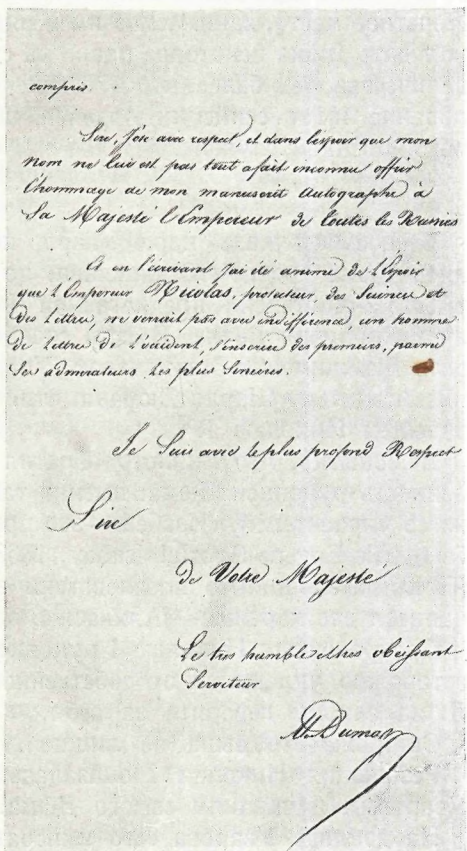 compris.
Sire, J'ose avec respect, et dans l'espoir que mon
nom ne lui est pas tout a fait inconnu offrir
l'hommage de mon manuscrit autographe à
Sa Majesté l'Empereur de toutes les Russies
Et en l'écrivant J'ai été animé de l'Espoir
que l'Empereur Nicolas, protecteur, des Sciences et
des Lettres, ne verrait pas avec indifférence, un homme
de lettres de l'occident, s'inscrire des premiers, parmi
Ses admirateurs les plus Sincères.
Je Suis avec le plus profond Respect
Sire
de Votre Majesté
Le très humble et très obéissant
Serviteur
Al. Dumas